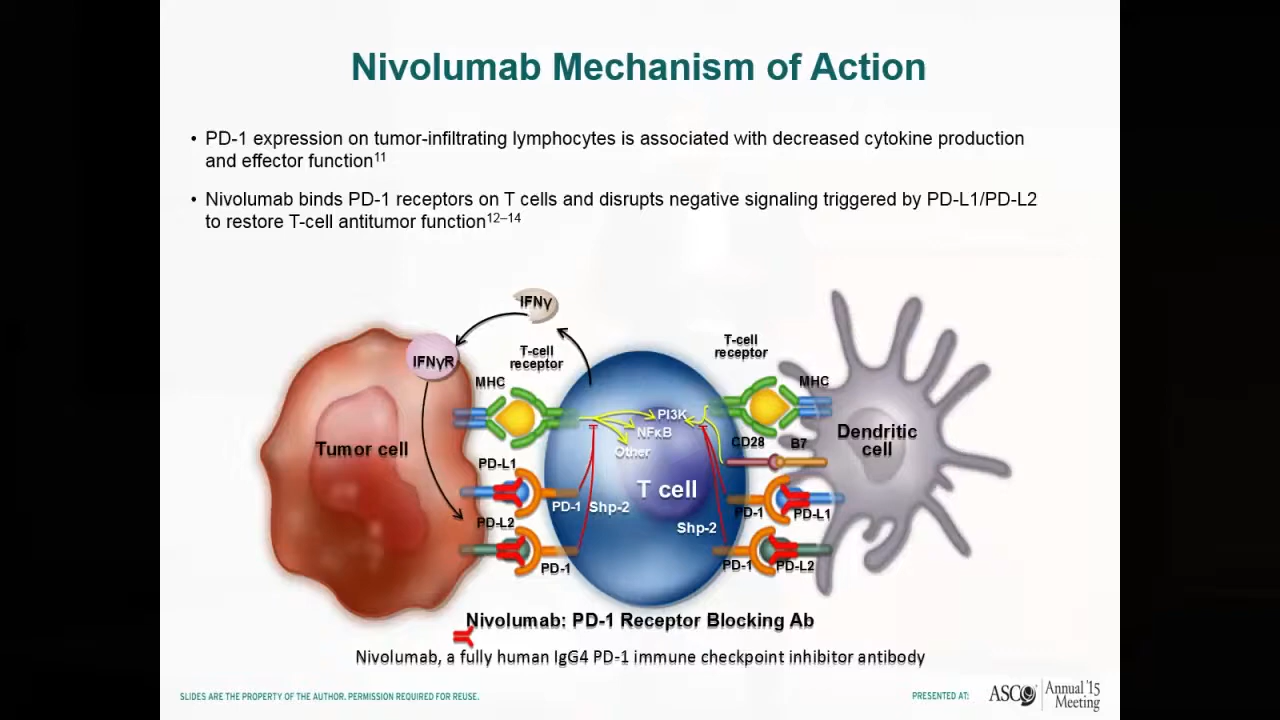 Nivolumab Mechanism of Action
• PD-1 expression on tumor-infiltrating lymphocytes is associated with decreased cytokine production
and effector function11
• Nivolumab binds PD-1 receptors on T cells and disrupts negative signaling triggered by PD-L1/PD-L2
to restore T-cell antitumor function12–14
IFNγ
IFNγR
T-cell
receptor
T-cell
receptor
MHC
MHC
PI3K
NFκB
Other
CD28
B7
Tumor cell
Dendritic
cell
PD-L1
T cell
PD-1
Shp-2
PD-1
PD-L1
PD-L2
Shp-2
PD-1
PD-1
PD-L2
Nivolumab: PD-1 Receptor Blocking Ab
Nivolumab, a fully human IgG4 PD-1 immune checkpoint inhibitor antibody
SLIDES ARE THE PROPERTY OF THE AUTHOR. PERMISSION REQUIRED FOR REUSE.
PRESENTED AT:
ASCO
Annual '15
Meeting